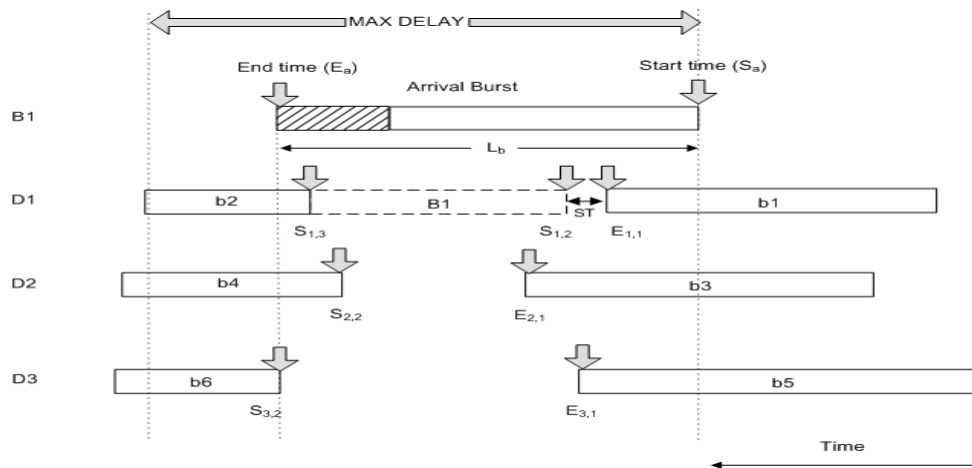 MAX DELAY
End time (Eₐ)
Start time (Sₐ)
Arrival Burst
B1
L_b
D1
b2
B1
ST
b1
S₁,₃
S₁,₂
E₁,₁
D2
b4
b3
S₂,₂
E₂,₁
D3
b6
b5
S₃,₂
E₃,₁
Time